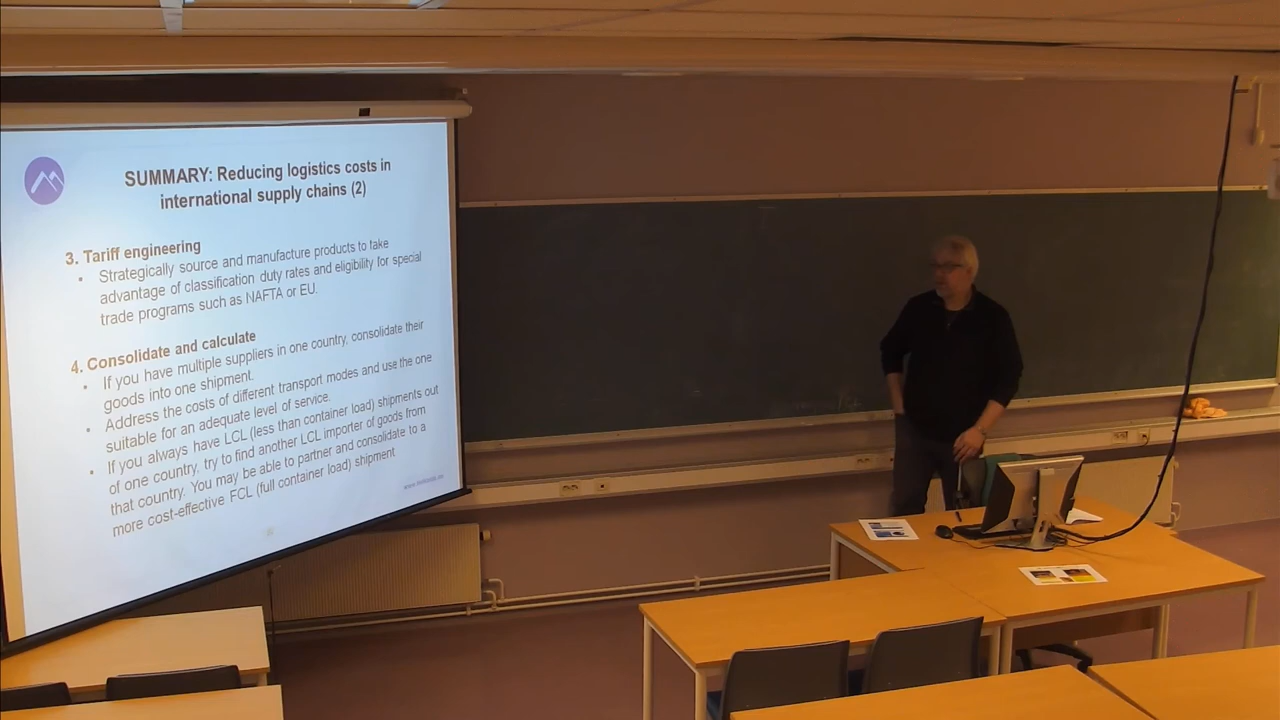 SUMMARY: Reducing logistics costs in
international supply chains (2)
3. Tariff engineering
• Strategically source and manufacture products to take
advantage of classification duty rates and eligibility for special
trade programs such as NAFTA or EU.
4. Consolidate and calculate
• If you have multiple suppliers in one country, consolidate their
goods into one shipment.
• Address the costs of different transport modes and use the one
suitable for an adequate level of service.
• If you always have LCL (less than container load) shipments out
of one country, try to find another LCL importer of goods from
that country. You may be able to partner and consolidate to a
more cost-effective FCL (full container load) shipment